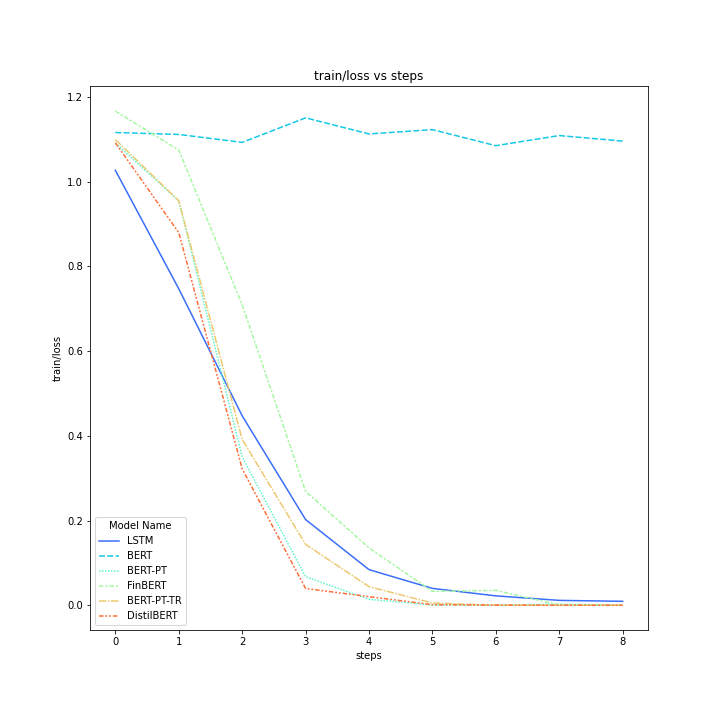 train/loss vs steps
train/loss
1.2
1.0
0.8
0.6
0.4
0.2
0.0
Model Name
LSTM
BERT
BERT-PT
FinBERT
BERT-PT-TR
DistilBERT
0 1 2 3 4 5 6 7 8
steps